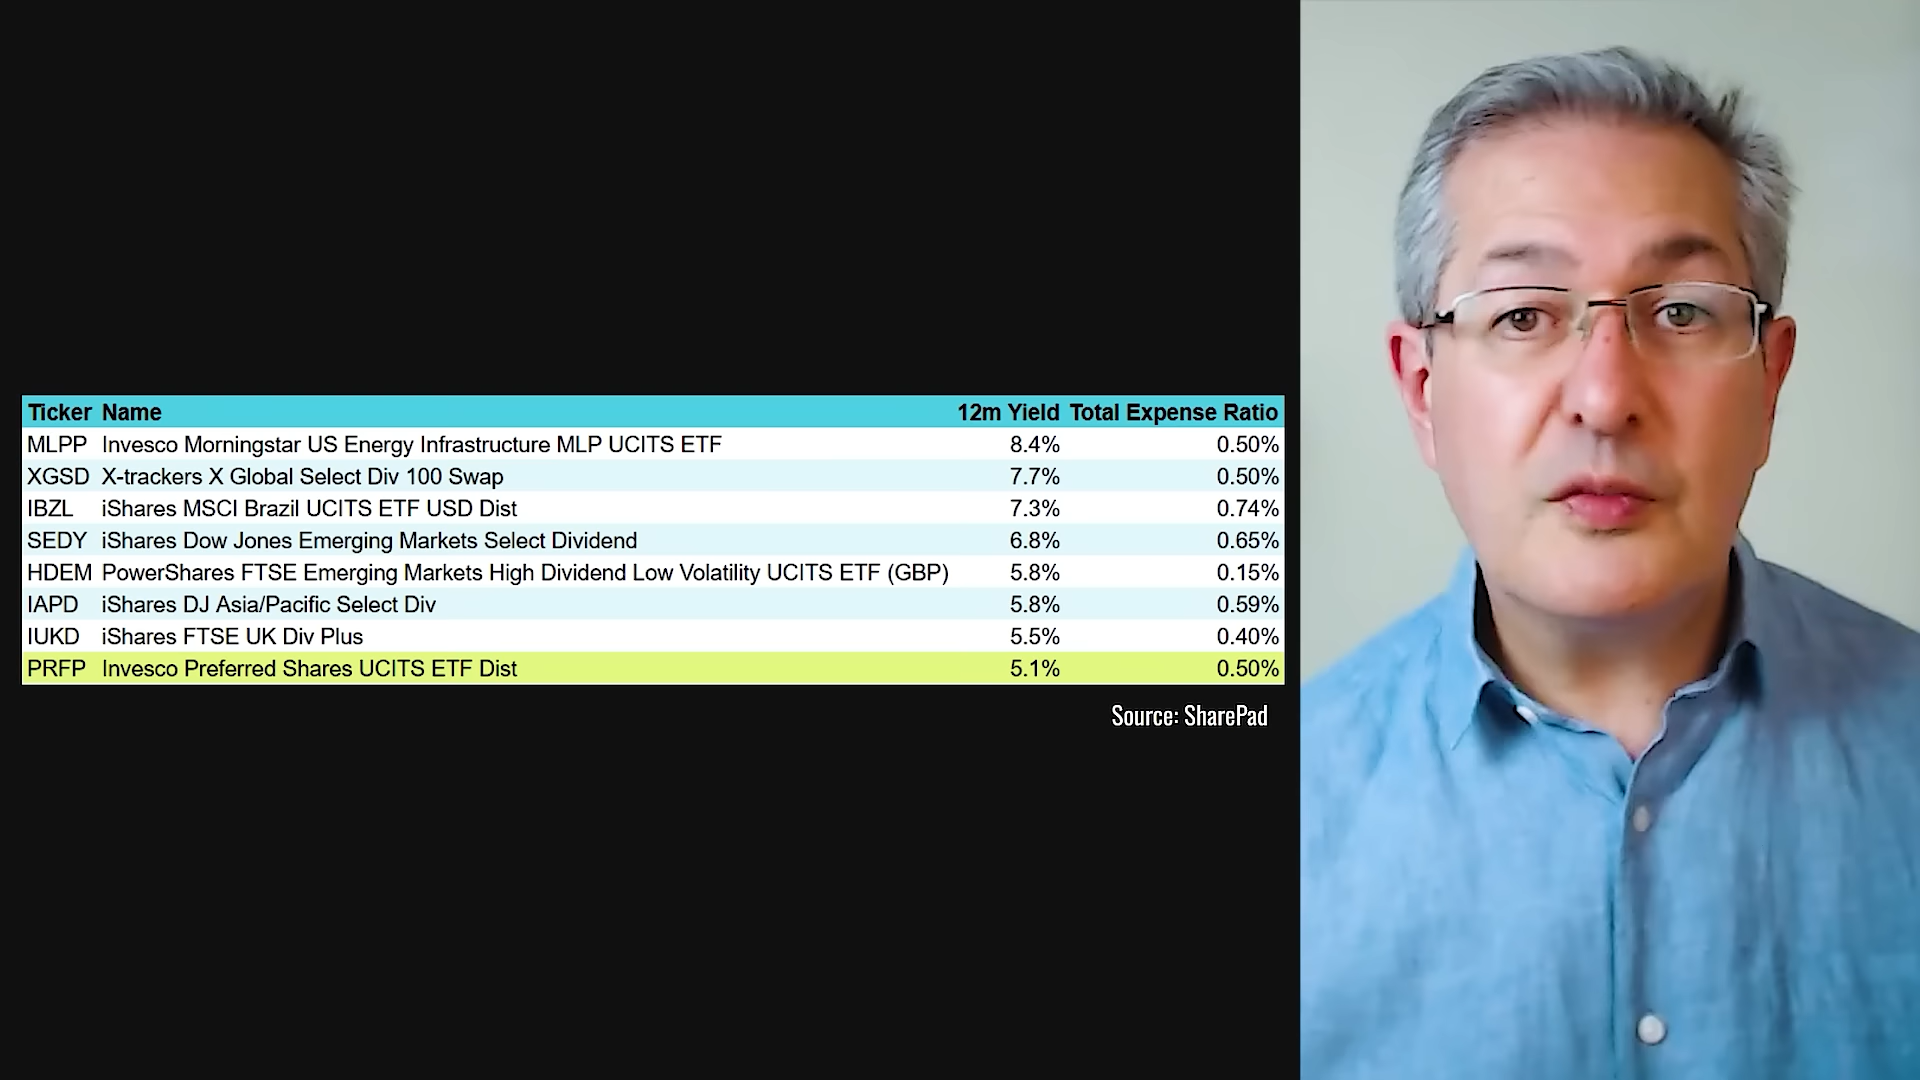 Ticker Name 12m Yield Total Expense Ratio
MLPP Invesco Morningstar US Energy Infrastructure MLP UCITS ETF 8.4% 0.50%
XGSD X-trackers X Global Select Div 100 Swap 7.7% 0.50%
IBZL iShares MSCI Brazil UCITS ETF USD Dist 7.3% 0.74%
SEDY iShares Dow Jones Emerging Markets Select Dividend 6.8% 0.65%
HDEM PowerShares FTSE Emerging Markets High Dividend Low Volatility UCITS ETF (GBP) 5.8% 0.15%
IAPD iShares DJ Asia/Pacific Select Div 5.8% 0.59%
IUKD iShares FTSE UK Div Plus 5.5% 0.40%
PRFP Invesco Preferred Shares UCITS ETF Dist 5.1% 0.50%
Source: SharePad